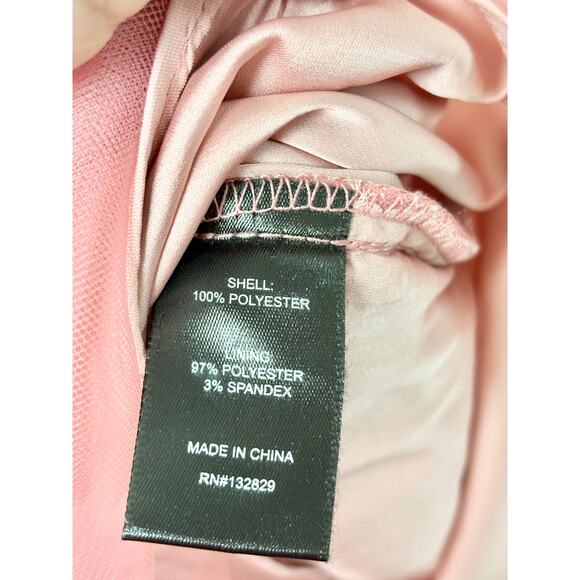 SHELL:
100% POLYESTER
LINING
97% POLYESTER
3% SPANDEX
MADE IN CHINA
RN#132829